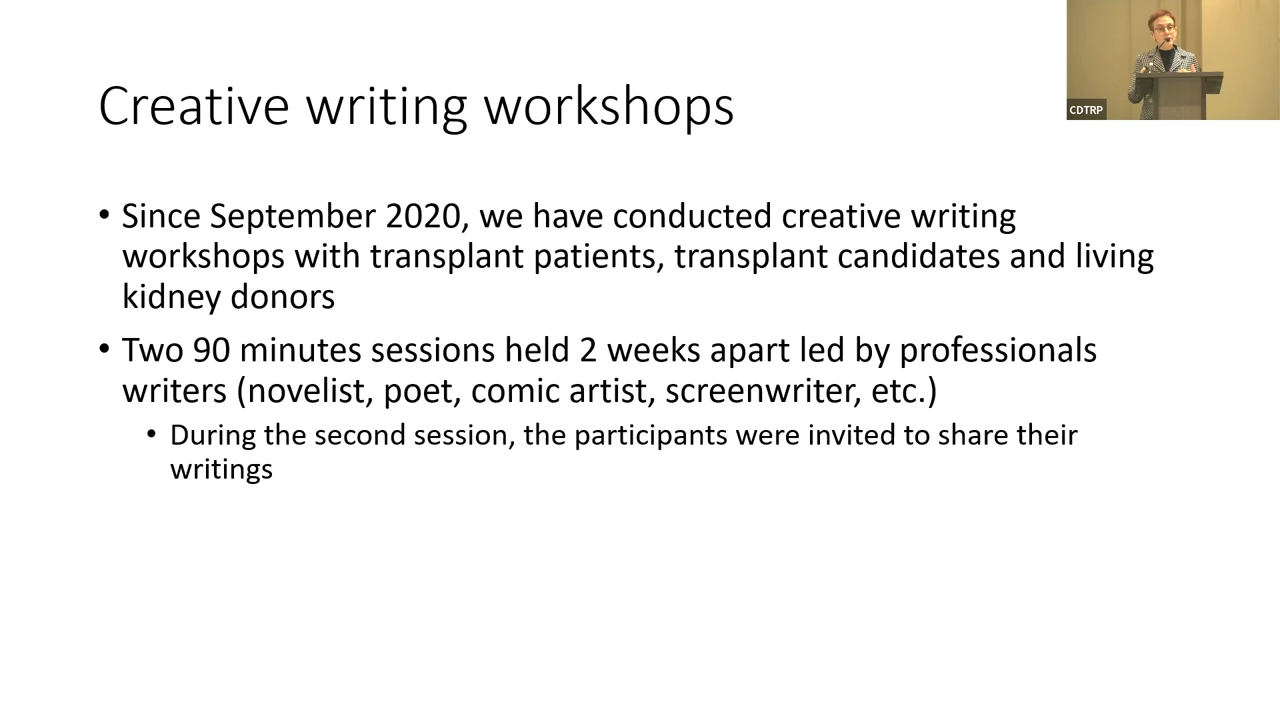 Creative writing workshops
CDTRP
• Since September 2020, we have conducted creative writing
workshops with transplant patients, transplant candidates and living
kidney donors
• Two 90 minutes sessions held 2 weeks apart led by professionals
writers (novelist, poet, comic artist, screenwriter, etc.)
• During the second session, the participants were invited to share their
writings